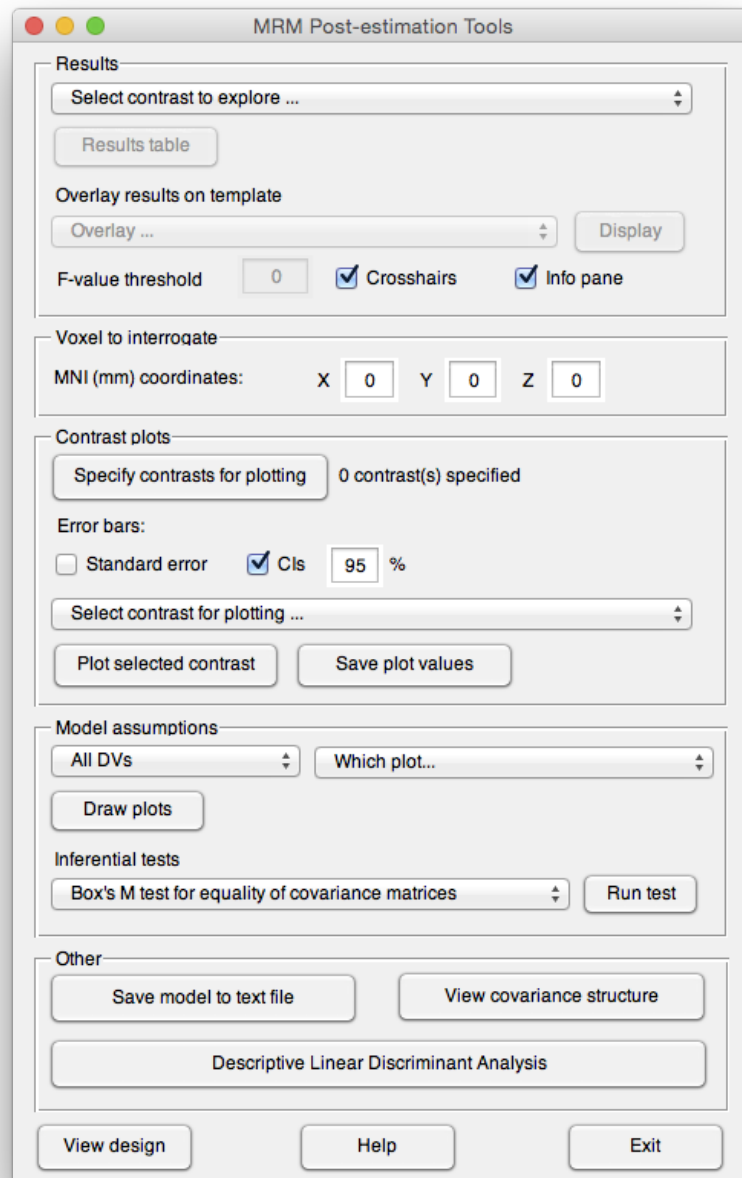 MRM Post-estimation Tools
Results
Select contrast to explore ...
Results table
Overlay results on template
Overlay ...
Display
F-value threshold 0 Crosshairs Info pane
Voxel to interrogate
MNI (mm) coordinates: X 0 Y 0 Z 0
Contrast plots
Specify contrasts for plotting 0 contrast(s) specified
Error bars:
Standard error CIs 95 %
Select contrast for plotting ...
Plot selected contrast Save plot values
Model assumptions
All DVs Which plot...
Draw plots
Inferential tests
Box's M test for equality of covariance matrices Run test
Other
Save model to text file View covariance structure
Descriptive Linear Discriminant Analysis
View design Help Exit